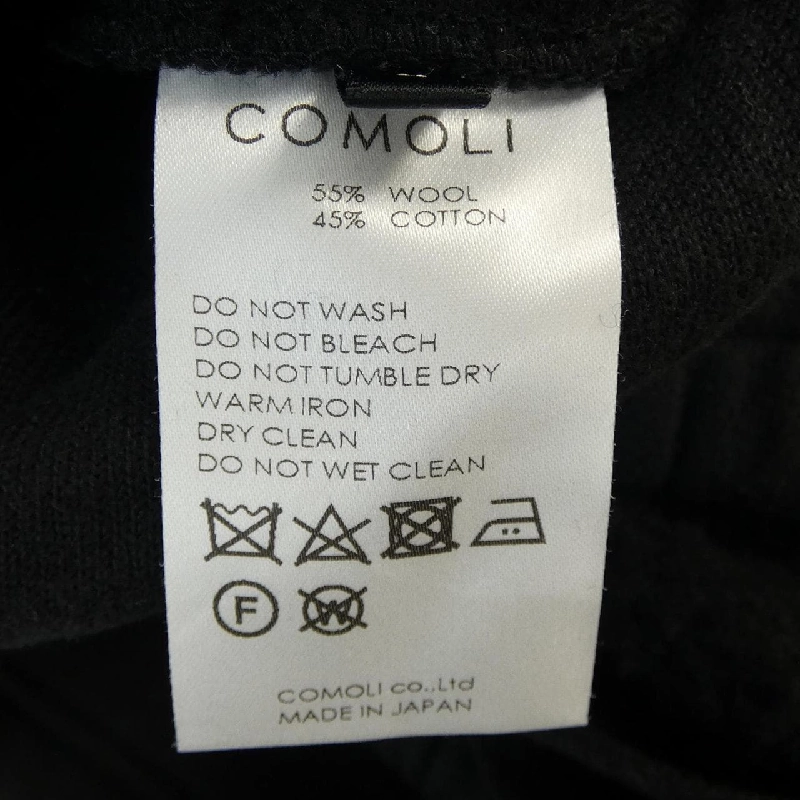 COMOLI
55% WOOL
45% COTTON
DO NOT WASH
DO NOT BLEACH
DO NOT TUMBLE DRY
WARM IRON
DRY CLEAN
DO NOT WET CLEAN
F W
COMOLI co.,Ltd
MADE IN JAPAN